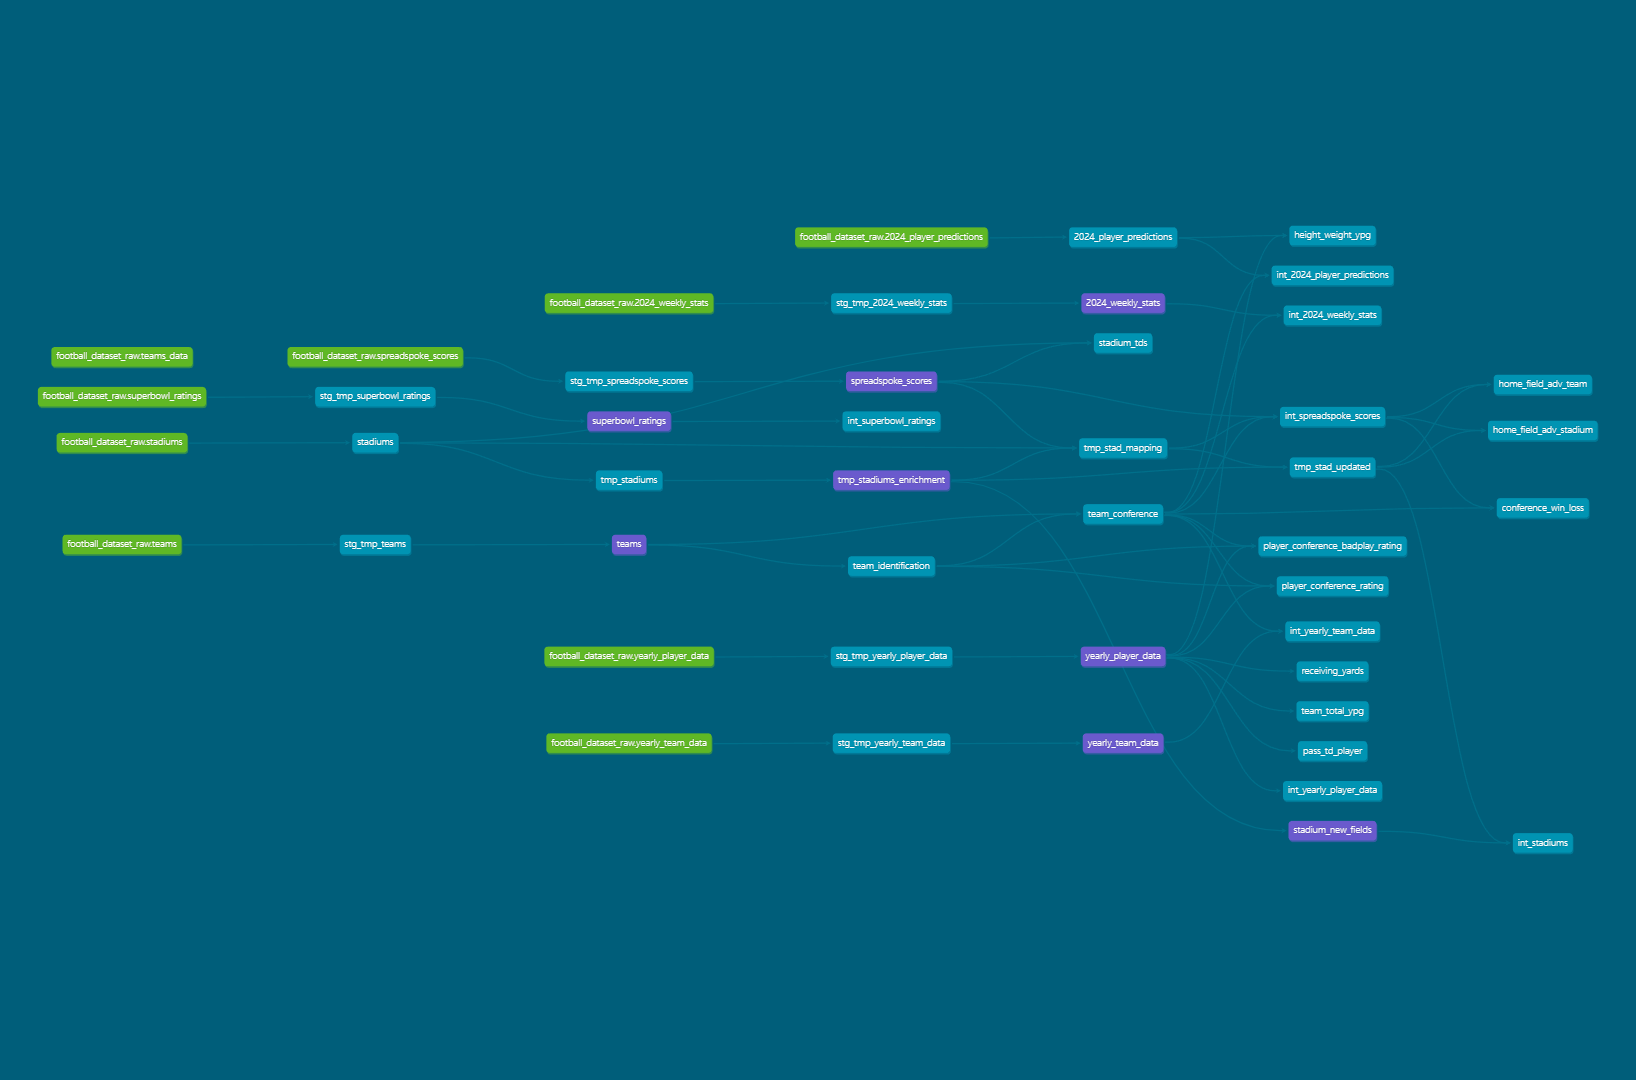 football_dataset_raw.2024_player_predictions
2024_player_predictions
height_weight_ypg
int_2024_player_predictions
football_dataset_raw.2024_weekly_stats
stg_tmp_2024_weekly_stats
2024_weekly_stats
int_2024_weekly_stats
stadium_tds
football_dataset_raw.teams_data
football_dataset_raw.spreadspoke_scores
stg_tmp_spreadspoke_scores
spreadspoke_scores
home_field_adv_team
football_dataset_raw.superbowl_ratings
stg_tmp_superbowl_ratings
superbowl_ratings
int_superbowl_ratings
int_spreadspoke_scores
home_field_adv_stadium
football_dataset_raw.stadiums
stadiums
tmp_stad_mapping
tmp_stad_updated
tmp_stadiums
tmp_stadiums_enrichment
team_conference
conference_win_loss
football_dataset_raw.teams
stg_tmp_teams
teams
player_conference_badplay_rating
team_identification
player_conference_rating
int_yearly_team_data
football_dataset_raw.yearly_player_data
stg_tmp_yearly_player_data
yearly_player_data
receiving_yards
team_total_ypg
football_dataset_raw.yearly_team_data
stg_tmp_yearly_team_data
yearly_team_data
pass_td_player
int_yearly_player_data
stadium_new_fields
int_stadiums